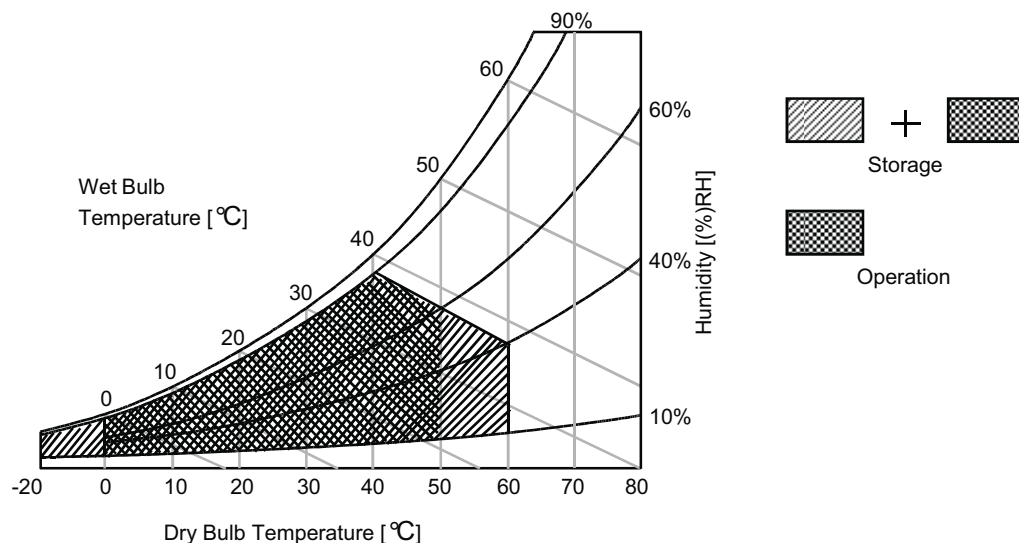 90%
60
60%
50
Wet Bulb
Temperature [ ℃]
Storage
Humidity [(%)RH]
40
40%
Operation
30
20
10
0
10%
-20 0 10 20 30 40 50 60 70 80
Dry Bulb Temperature [ ℃]